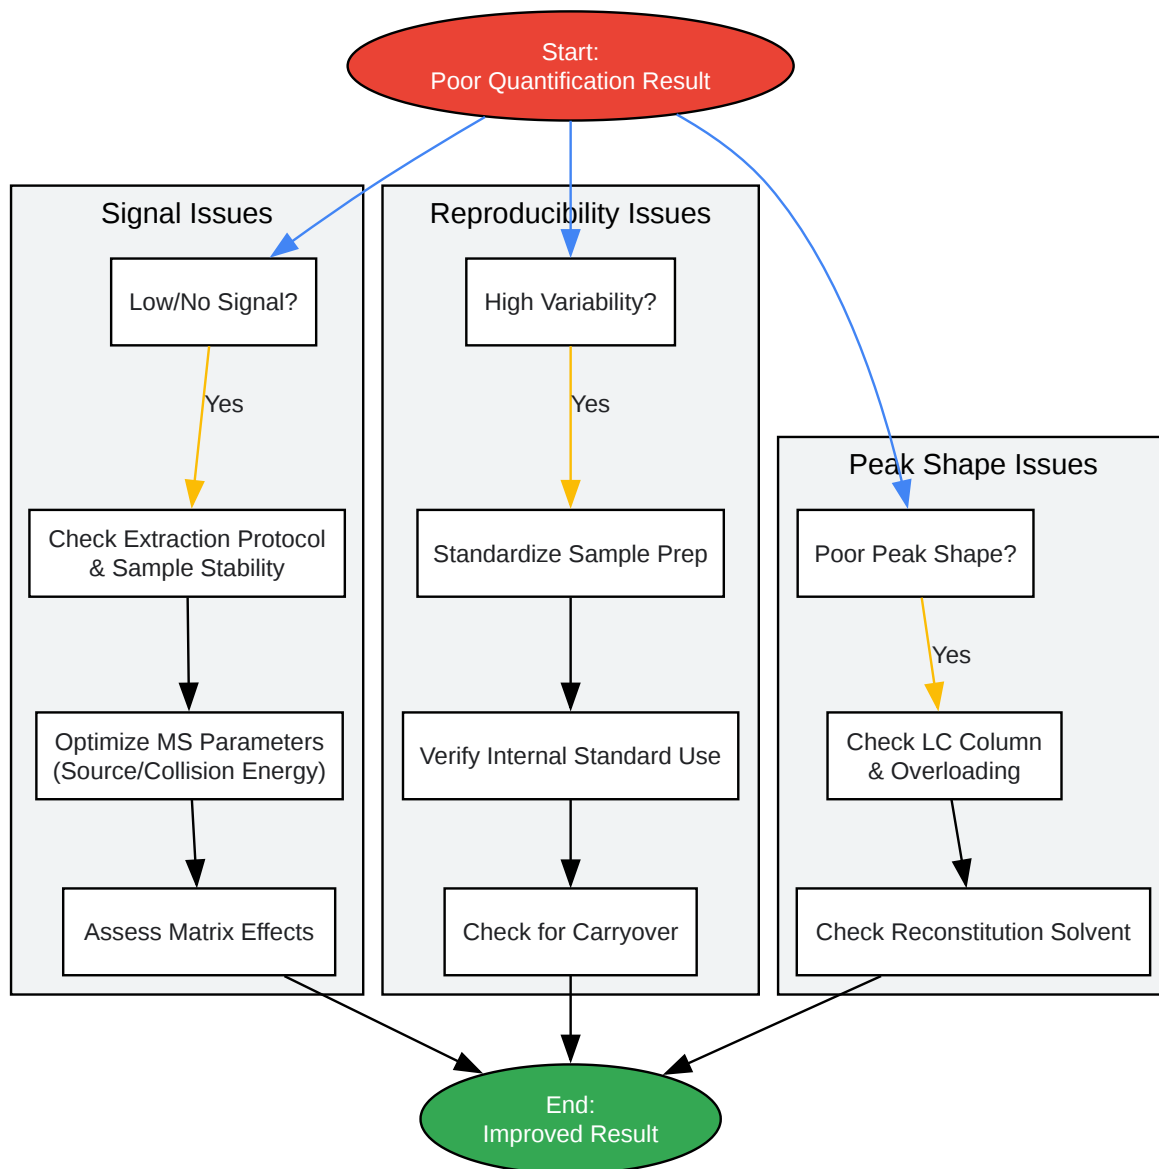 Start:
Poor Quantification Result
Signal Issues
Low/No Signal?
Yes
Check Extraction Protocol
& Sample Stability
Optimize MS Parameters
(Source/Collision Energy)
Assess Matrix Effects
Reproducibility Issues
High Variability?
Yes
Standardize Sample Prep
Verify Internal Standard Use
Check for Carryover
Peak Shape Issues
Poor Peak Shape?
Yes
Check LC Column
& Overloading
Check Reconstitution Solvent
End:
Improved Result